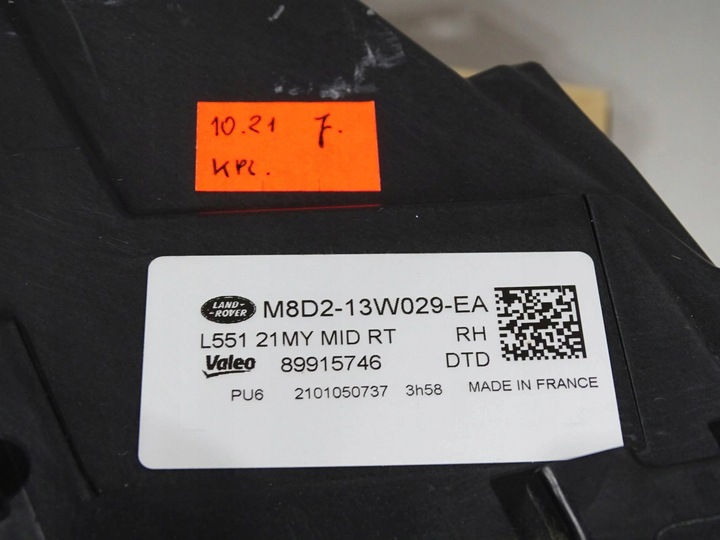 10.21 7.
KPL.
LAND-
-ROVER
M8D2-13W029-EA
L551 21MY MID RT RH
Valeo 89915746 DTD
PU6 2101050737 3h58 MADE IN FRANCE